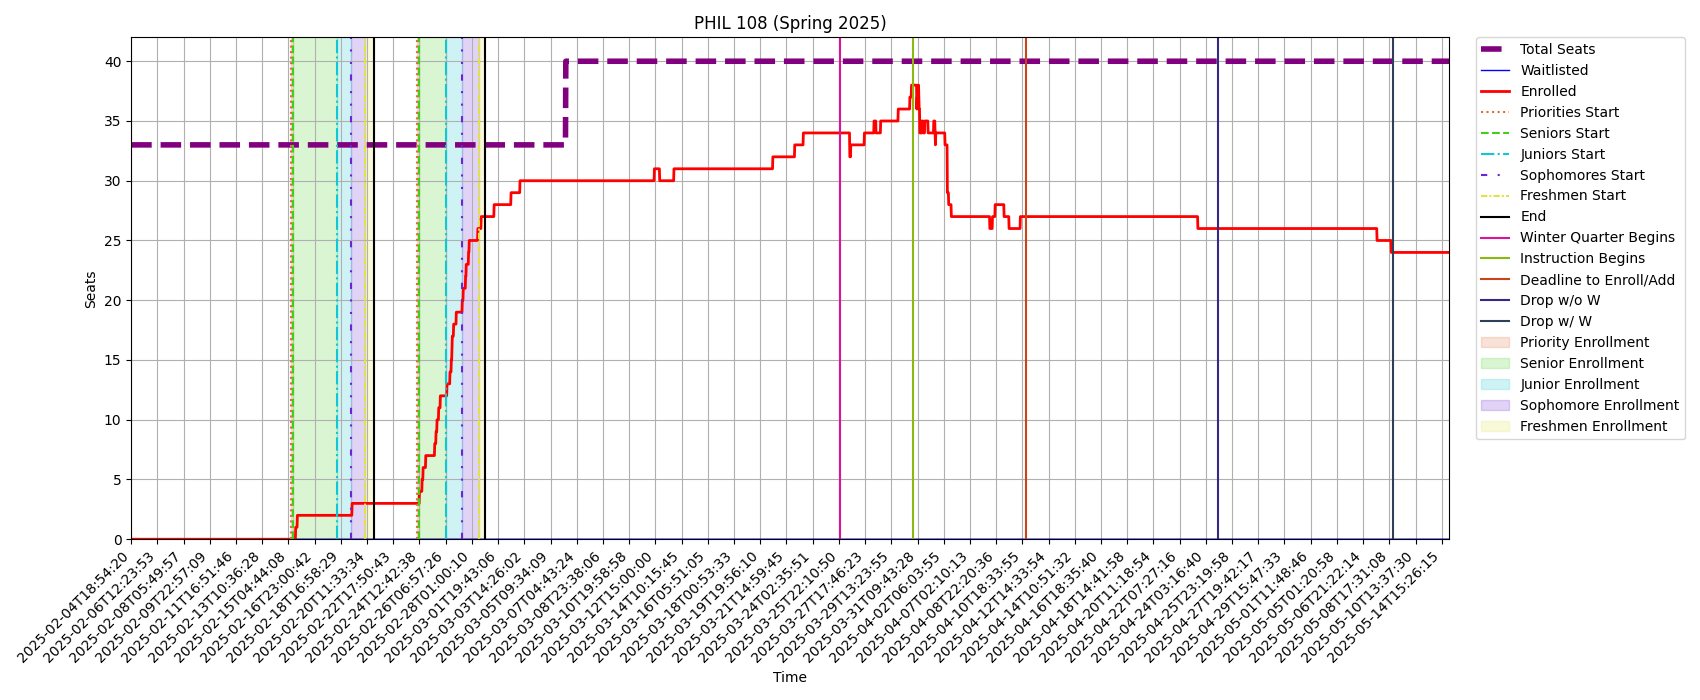 PHIL 108 (Spring 2025)
Seats
40
35
30
25
20
15
10
5
0
2025-02-04T18:54:20
2025-02-06T12:23:53
2025-02-08T05:49:57
2025-02-09T22:57:09
2025-02-11T16:51:46
2025-02-13T10:36:28
2025-02-15T04:44:08
2025-02-16T23:00:42
2025-02-18T16:58:29
2025-02-20T11:33:34
2025-02-22T17:50:43
2025-02-24T12:42:38
2025-02-26T06:57:26
2025-02-28T01:00:10
2025-03-01T19:43:06
2025-03-03T14:26:02
2025-03-05T09:34:09
2025-03-07T04:43:24
2025-03-08T23:38:06
2025-03-10T19:58:58
2025-03-12T15:00:00
2025-03-14T10:15:45
2025-03-16T05:51:05
2025-03-18T00:53:33
2025-03-19T19:56:10
2025-03-21T14:59:45
2025-03-24T02:35:51
2025-03-25T22:10:50
2025-03-27T17:46:23
2025-03-29T13:23:55
2025-03-31T09:43:28
2025-04-02T06:03:55
2025-04-07T02:10:13
2025-04-08T22:20:36
2025-04-10T18:33:55
2025-04-12T14:33:54
2025-04-14T10:51:32
2025-04-16T18:35:40
2025-04-18T14:41:58
2025-04-20T11:18:54
2025-04-22T07:27:16
2025-04-24T03:16:40
2025-04-25T23:19:58
2025-04-27T19:42:17
2025-04-29T15:47:33
2025-05-01T11:48:46
2025-05-05T01:20:58
2025-05-06T21:22:14
2025-05-08T17:31:08
2025-05-10T13:37:30
2025-05-14T15:26:15
Time
Total Seats
Waitlisted
Enrolled
Priorities Start
Seniors Start
Juniors Start
Sophomores Start
Freshmen Start
End
Winter Quarter Begins
Instruction Begins
Deadline to Enroll/Add
Drop w/o W
Drop w/ W
Priority Enrollment
Senior Enrollment
Junior Enrollment
Sophomore Enrollment
Freshmen Enrollment